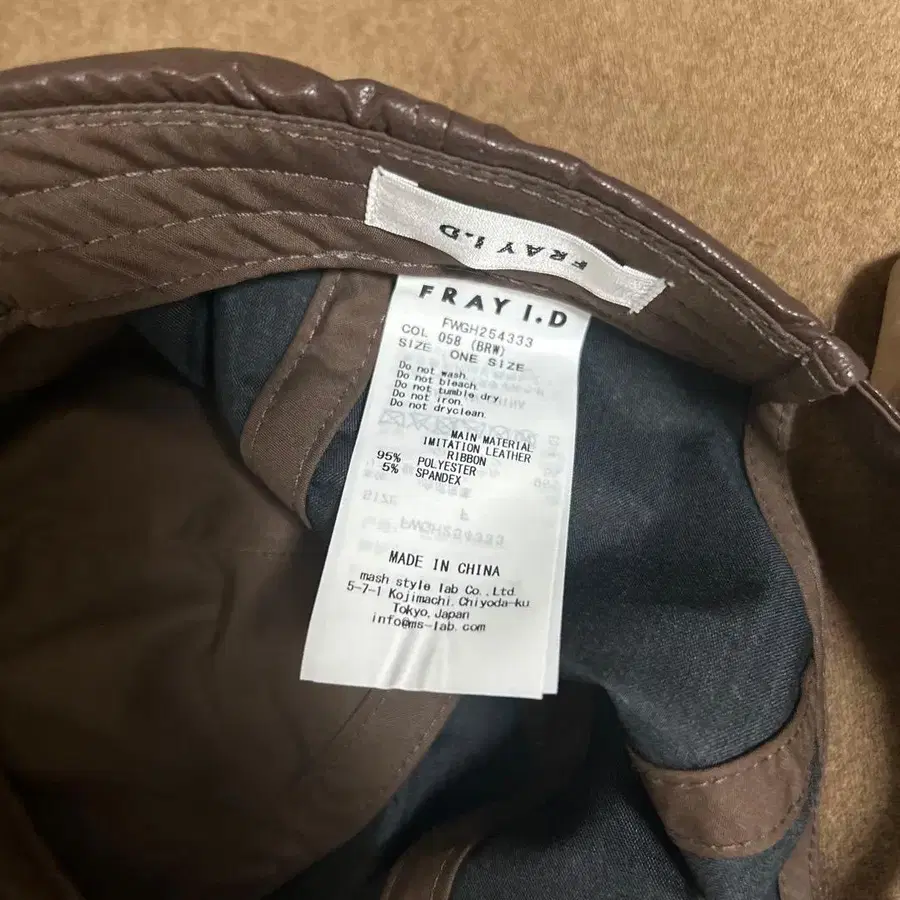 FRAY I.D
FRAY I.D
FWGH254333
COL 058 (BRW)
SIZE ONE SIZE
Do not wash.
Do not bleach.
Do not tumble dry.
Do not iron.
Do not dryclean.
MAIN MATERIAL
IMITATION LEATHER
RIBBON
95% POLYESTER
5% SPANDEX
SIZE
F
FWGH254333
MADE IN CHINA
mash style lab Co.,Ltd.
5-7-1 Kojimachi, Chiyoda-ku
Tokyo, Japan
info@ms-lab.com